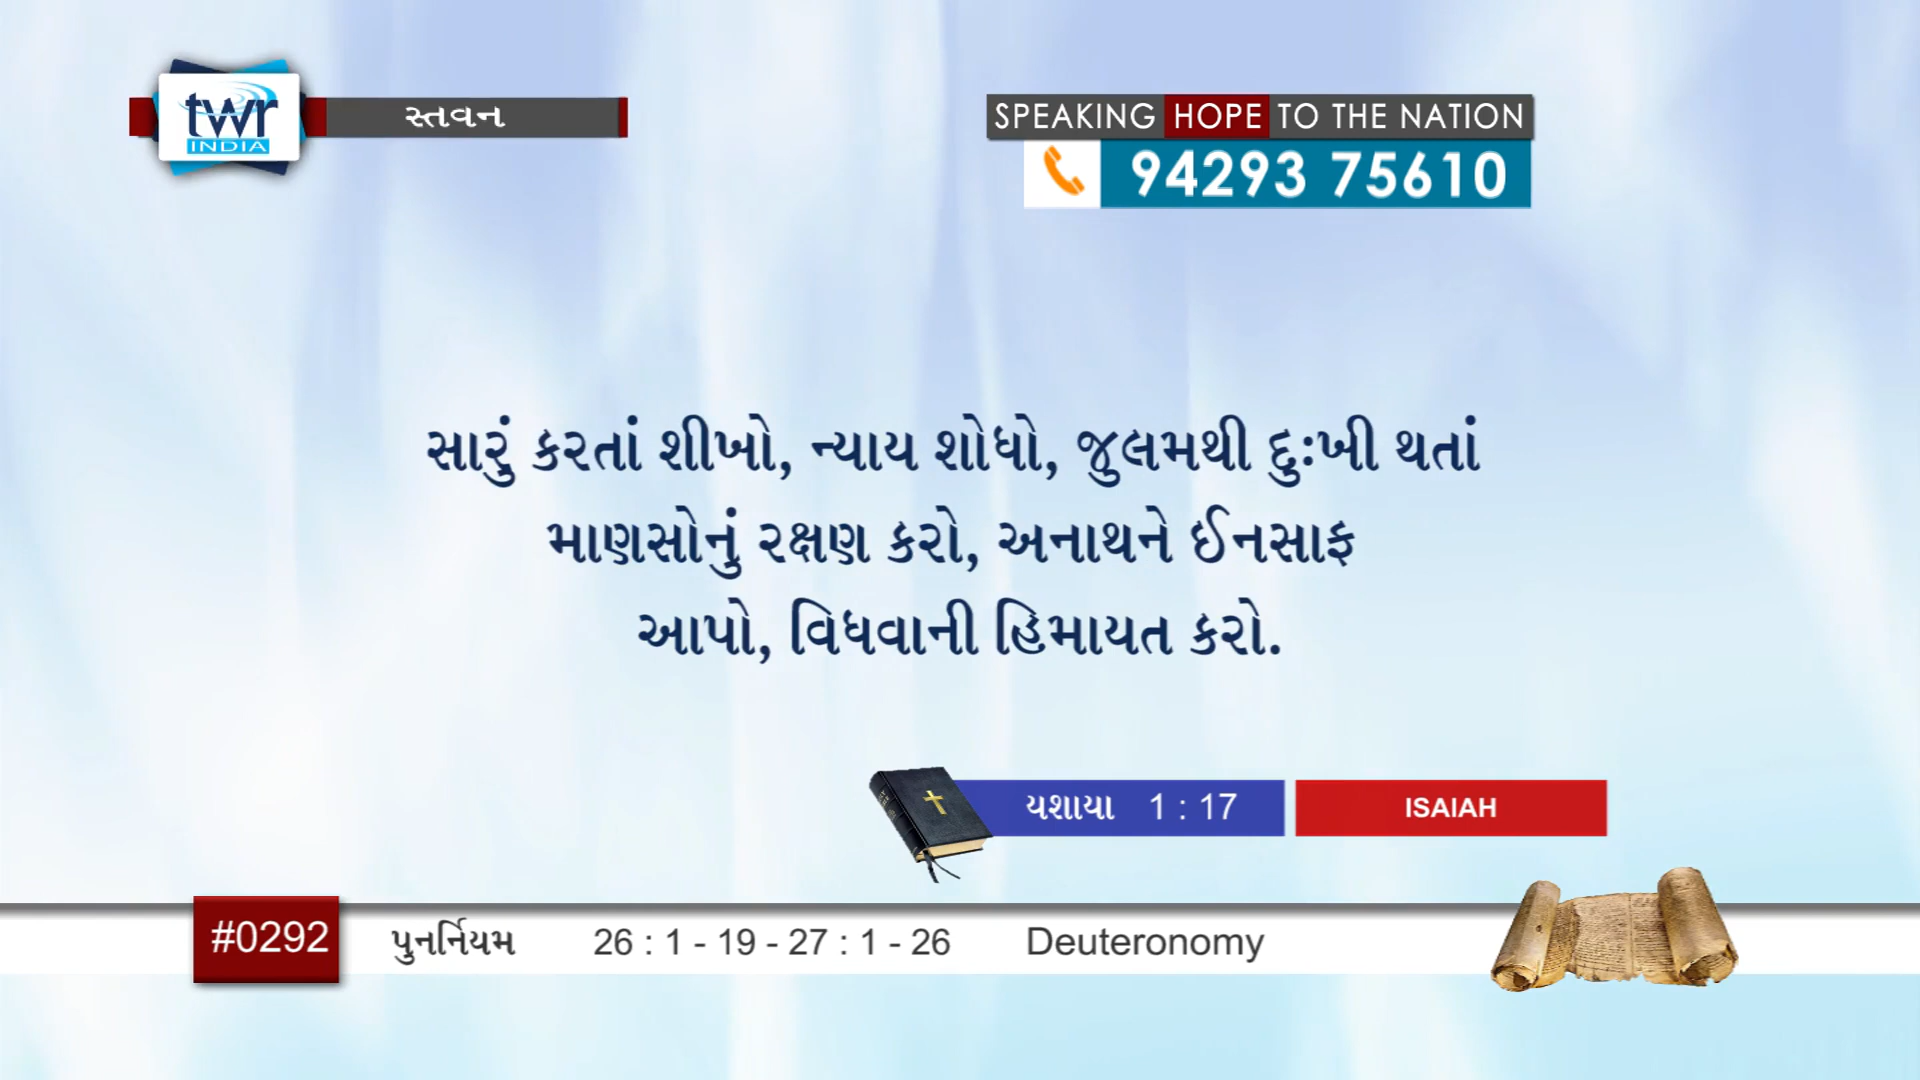 twr
INDIA
સ્તવન
SPEAKING HOPE TO THE NATION
94293 75610
સારું કરતાં શીખો, ન્યાય શોધો, જુલમથી દુઃખી થતાં
માણસોનું રક્ષણ કરો, અનાથને ઈનસાફ
આપો, વિધવાની હિમાયત કરો.
યશાયા 1 : 17
ISAIAH
#0292
પુનર્નિયમ 26 : 1 - 19 - 27 : 1 - 26 Deuteronomy